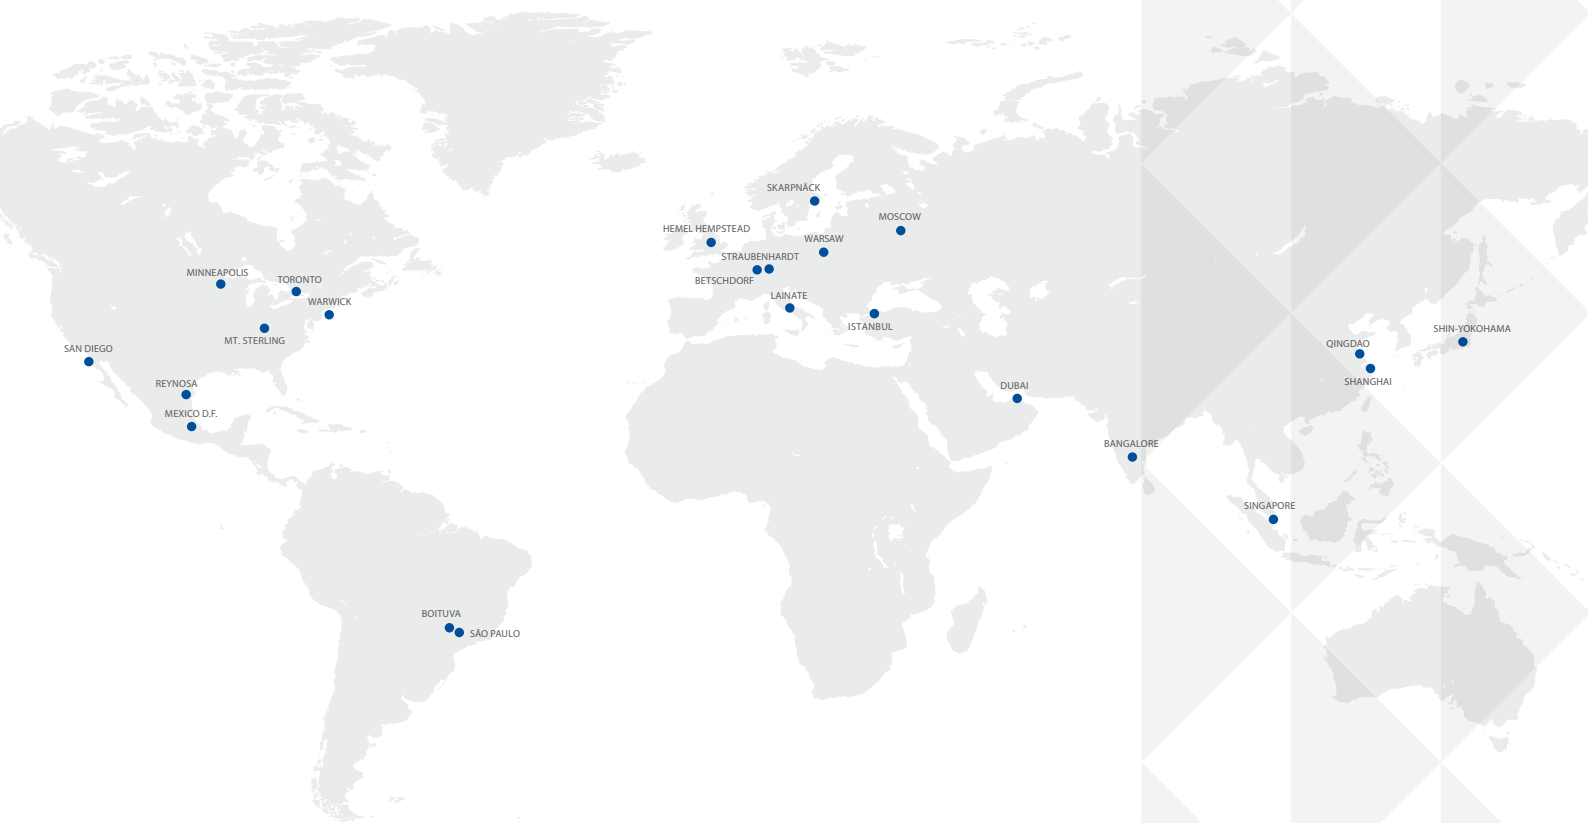 SKARPNÄCK
MOSCOW
HEMEL HEMPSTEAD
WARSAW
STRAUBENHARDT
MINNEAPOLIS
TORONTO
BETSCHDORF
LAINATE
WARWICK
ISTANBUL
SHIN-YOKOHAMA
MT. STERLING
QINGDAO
SAN DIEGO
SHANGHAI
REYNOSA
DUBAI
MEXICO D.F.
BANGALORE
SINGAPORE
BOITUVA
SÃO PAULO